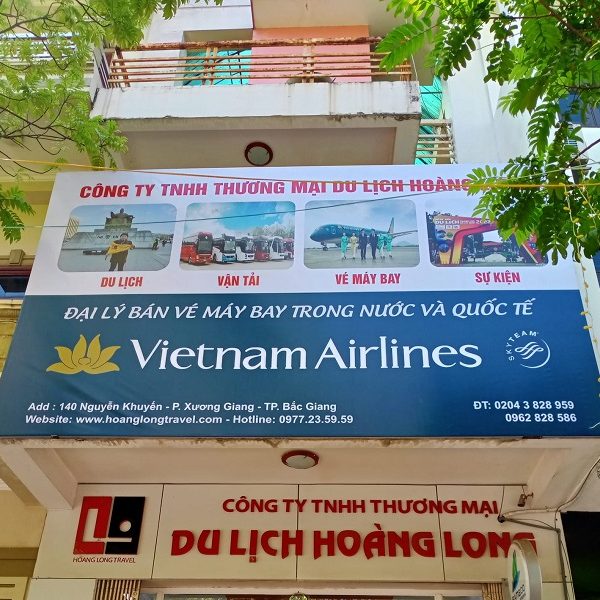 CÔNG TY TNHH THƯƠNG MẠI DU LỊCH HOÀNG
DU LỊCH
VẬN TẢI
VÉ MÁY BAY
SỰ KIỆN
ĐẠI LÝ BÁN VÉ MÁY BAY TRONG NƯỚC VÀ QUỐC TẾ
Vietnam Airlines
SKYTEAM
Add : 140 Nguyễn Khuyến - P. Xương Giang - TP. Bắc Giang
Website: www.hoanglongtravel.com - Hotline: 0977.23.59.59
ĐT: 0204 3 828 959
0962 828 586
CÔNG TY TNHH THƯƠNG MẠI
DU LỊCH HOÀNG LONG
HOANG LONG TRAVEL